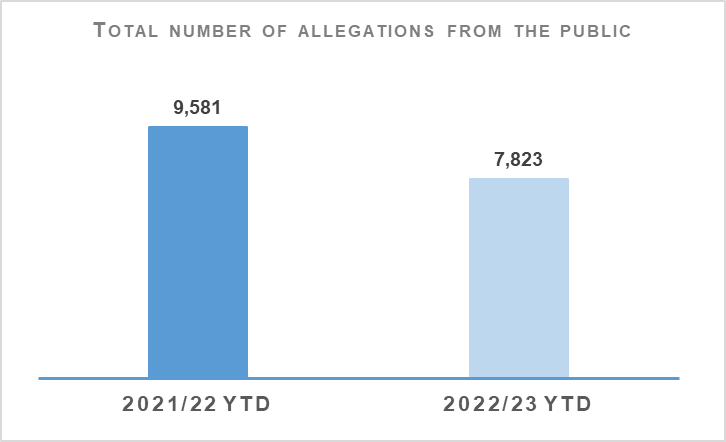 Total number of allegations from the public
9,581
7,823
2021/22 YTD
2022/23 YTD